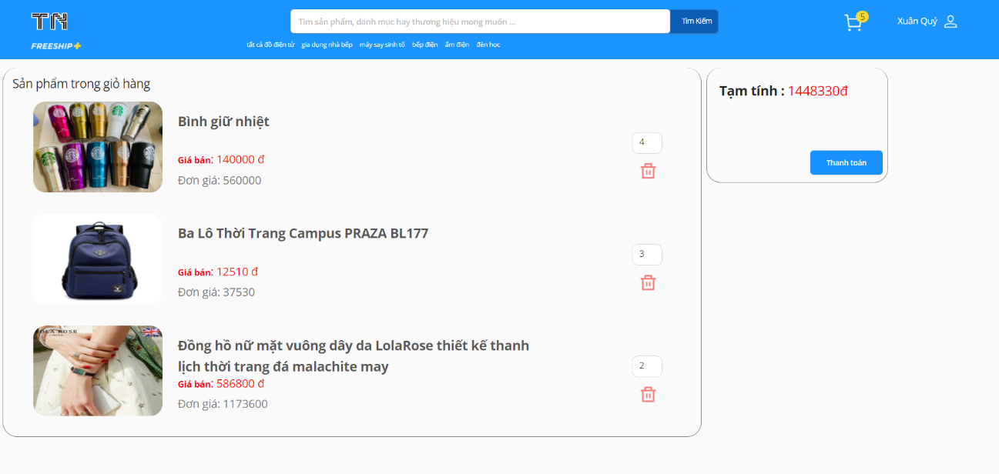 TN
Tìm sản phẩm, danh mục hay thương hiệu mong muốn ...
Tìm Kiếm
5
Xuân Quý
FREESHIP+
tất cả đồ điện tử gia dụng nhà bếp máy say sinh tố bếp điện ấm điện đèn học
Sản phẩm trong giỏ hàng
Bình giữ nhiệt
4
Giá bán: 140000 đ
Đơn giá: 560000
Ba Lô Thời Trang Campus PRAZA BL177
3
Giá bán: 12510 đ
Đơn giá: 37530
LOLA ROSE
Đồng hồ nữ mặt vuông dây da LolaRose thiết kế thanh
lịch thời trang đá malachite may
2
Giá bán: 586800 đ
Đơn giá: 1173600
Tạm tính : 1448330đ
Thanh toán